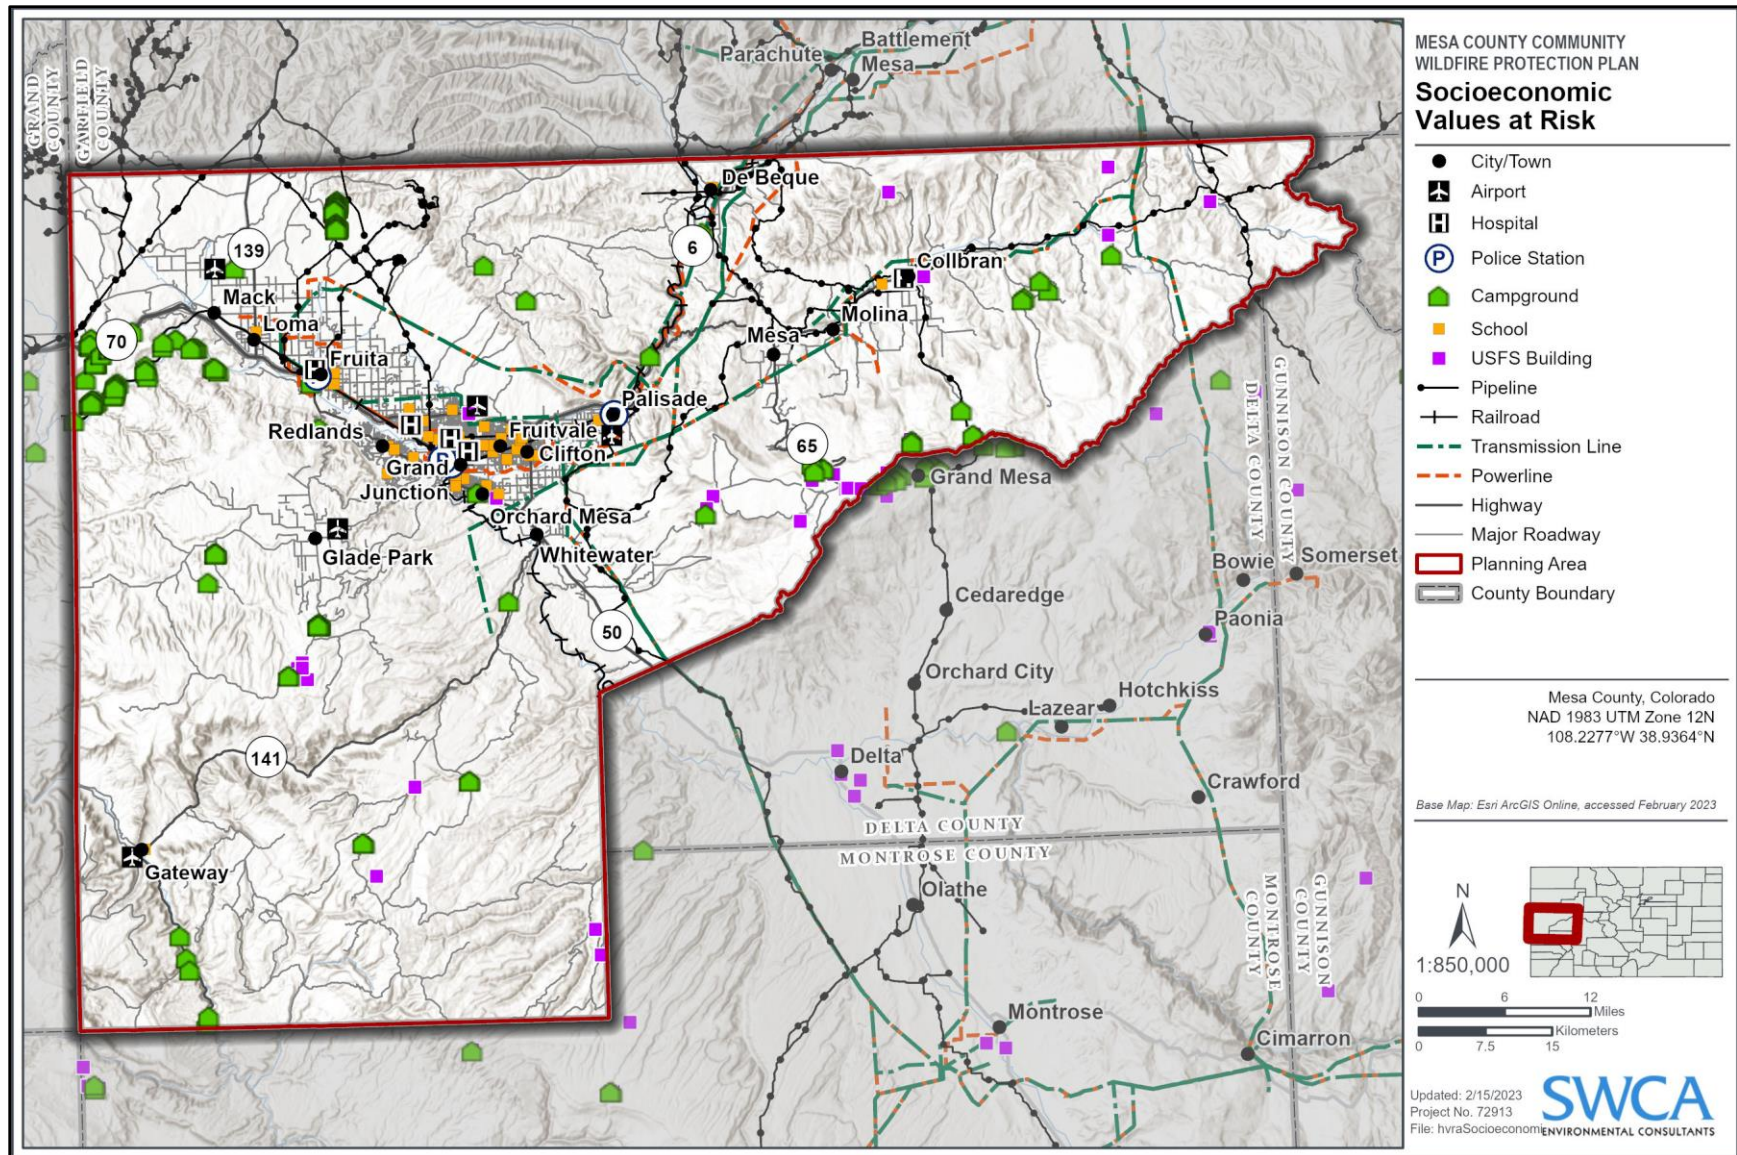 MESA COUNTY COMMUNITY
WILDFIRE PROTECTION PLAN
Socioeconomic
Values at Risk
City/Town
Airport
H Hospital
P Police Station
Campground
School
USFS Building
Pipeline
Railroad
Transmission Line
Powerline
Highway
Major Roadway
Planning Area
County Boundary
Mesa County, Colorado
NAD 1983 UTM Zone 12N
108.2277°W 38.9364°N
Base Map: Esri ArcGIS Online, accessed February 2023
N
1:850,000
0 6 12
Miles
Kilometers
0 7.5 15
Updated: 2/15/2023
Project No. 72913
File: hvraSocioeconomi
SWCA
ENVIRONMENTAL CONSULTANTS
GRAND
COUNTY
GARFIELD
COUNTY
Parachute
Battlement
Mesa
De Beque
139
6
Collbran
H
Mack
Loma
70
Molina
Mesa
H
Fruita
Palisade
Redlands
H
H
H
Fruitvale
Clifton
P
Grand
Junction
65
Grand Mesa
Orchard Mesa
Whitewater
Glade Park
50
141
Gateway
DELTA COUNTY
GUNNISON COUNTY
Bowie
Somerset
Cedaredge
Paonia
Orchard City
Hotchkiss
Lazear
Delta
Crawford
DELTA COUNTY
MONTROSE COUNTY
Olathe
MONTROSE
COUNTY
GUNNISON
COUNTY
Montrose
Cimarron